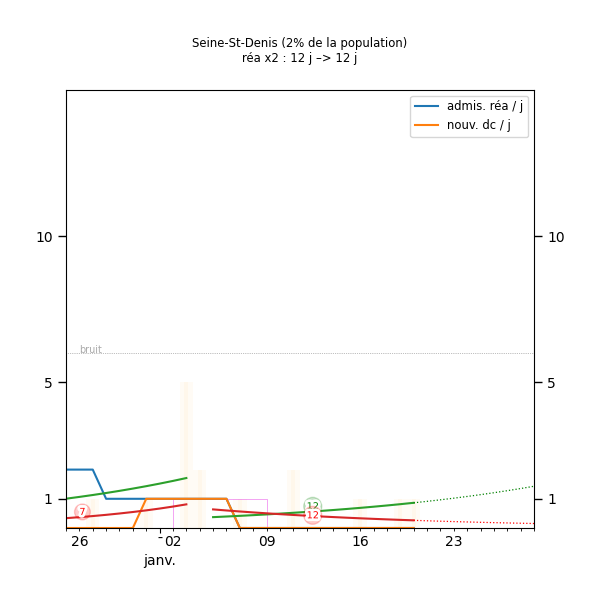 Seine-St-Denis (2% de la population)
réa x2 : 12 j –> 12 j
admis. réa / j
nouv. dc / j
10
10
bruit
5
5
1
1
7
12
12
26
02
09
16
23
janv.